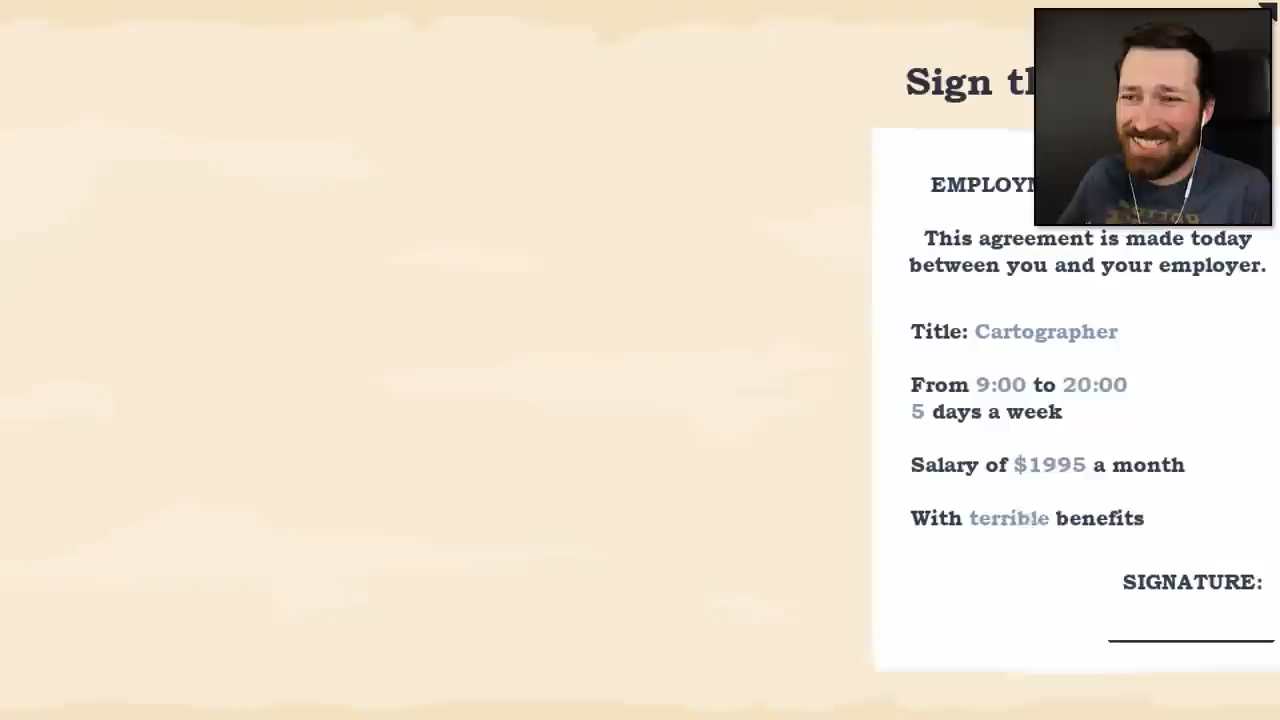 Sign
EMPLOYM
This agreement is made today
between you and your employer.
Title: Cartographer
From 9:00 to 20:00
5 days a week
Salary of $1995 a month
With terrible benefits
SIGNATURE: